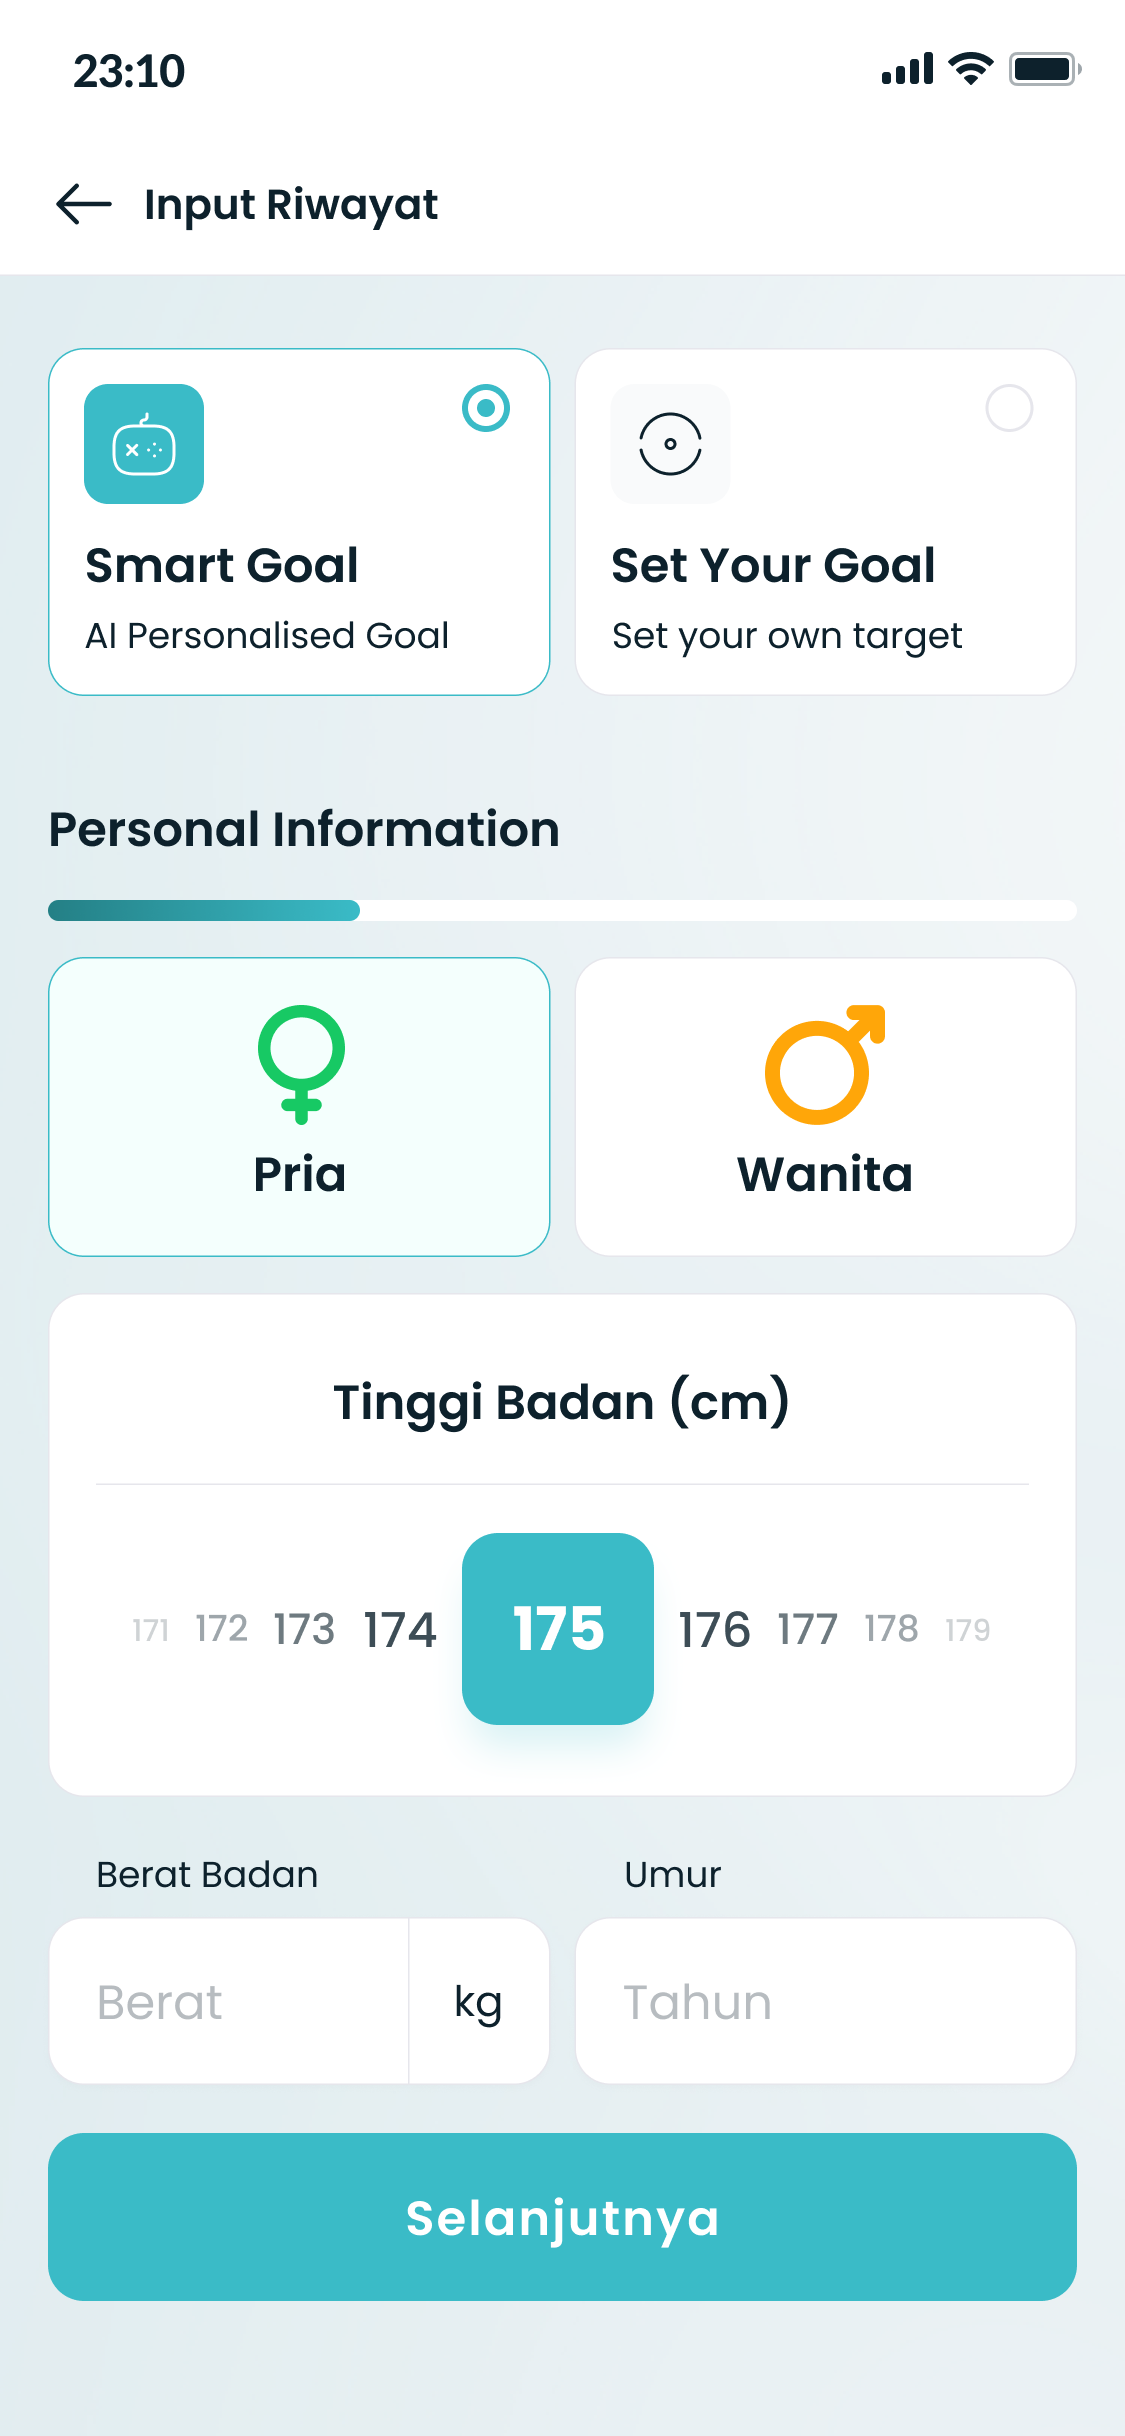 23:10
Input Riwayat
Smart Goal
AI Personalised Goal
Set Your Goal
Set your own target
Personal Information
Pria
Wanita
Tinggi Badan (cm)
171 172 173 174 175 176 177 178 179
Berat Badan
Umur
Berat kg
Tahun
Selanjutnya